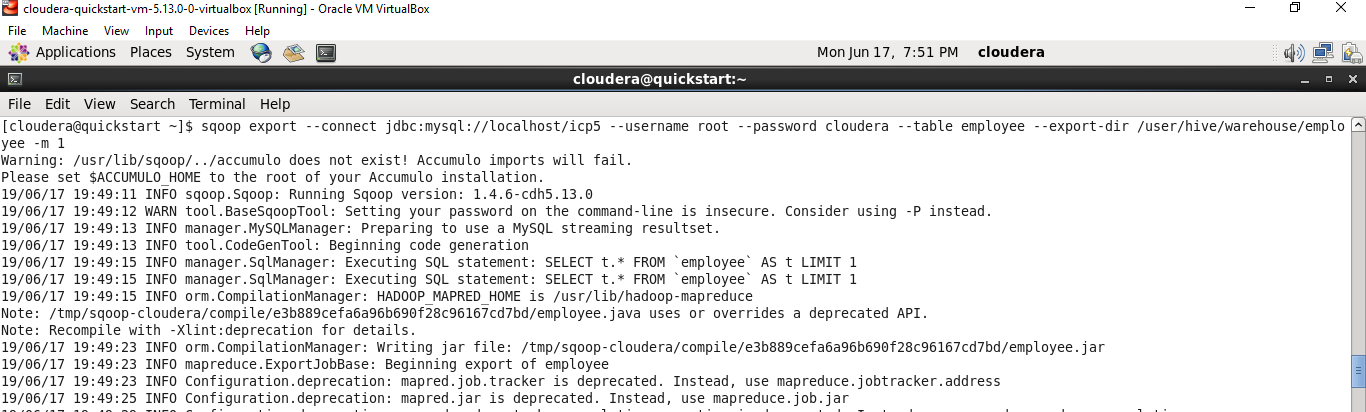 cloudera-quickstart-vm-5.13.0-0-virtualbox [Running] - Oracle VM VirtualBox
File Machine View Input Devices Help
Applications Places System Mon Jun 17, 7:51 PM cloudera
cloudera@quickstart:~
File Edit View Search Terminal Help
[cloudera@quickstart ~]$ sqoop export --connect jdbc:mysql://localhost/icp5 --username root --password cloudera --table employee --export-dir /user/hive/warehouse/emplo
yee -m 1
Warning: /usr/lib/sqoop/../accumulo does not exist! Accumulo imports will fail.
Please set $ACCUMULO_HOME to the root of your Accumulo installation.
19/06/17 19:49:11 INFO sqoop.Sqoop: Running Sqoop version: 1.4.6-cdh5.13.0
19/06/17 19:49:12 WARN tool.BaseSqoopTool: Setting your password on the command-line is insecure. Consider using -P instead.
19/06/17 19:49:13 INFO manager.MySQLManager: Preparing to use a MySQL streaming resultset.
19/06/17 19:49:13 INFO tool.CodeGenTool: Beginning code generation
19/06/17 19:49:15 INFO manager.SqlManager: Executing SQL statement: SELECT t.* FROM `employee` AS t LIMIT 1
19/06/17 19:49:15 INFO manager.SqlManager: Executing SQL statement: SELECT t.* FROM `employee` AS t LIMIT 1
19/06/17 19:49:15 INFO orm.CompilationManager: HADOOP_MAPRED_HOME is /usr/lib/hadoop-mapreduce
Note: /tmp/sqoop-cloudera/compile/e3b889cefa6a96b690f28c96167cd7bd/employee.java uses or overrides a deprecated API.
Note: Recompile with -Xlint:deprecation for details.
19/06/17 19:49:23 INFO orm.CompilationManager: Writing jar file: /tmp/sqoop-cloudera/compile/e3b889cefa6a96b690f28c96167cd7bd/employee.jar
19/06/17 19:49:23 INFO mapreduce.ExportJobBase: Beginning export of employee
19/06/17 19:49:23 INFO Configuration.deprecation: mapred.job.tracker is deprecated. Instead, use mapreduce.jobtracker.address
19/06/17 19:49:25 INFO Configuration.deprecation: mapred.jar is deprecated. Instead, use mapreduce.job.jar